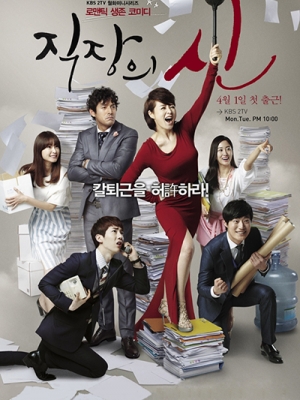 KBS 2TV 월화미니시리즈
로맨틱 생존 코미디
직장의 신
4월 1일 첫 출근!
→ KBS 2TV
Mon.Tue. PM 10:00
칼퇴근을 허許하라!